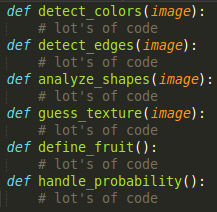 def detect_colors(image):
    # lot's of code
def detect_edges(image):
    # lot's of code
def analyze_shapes(image):
    # lot's of code
def guess_texture(image):
    # lot's of code
def define_fruit():
    # lot's of code
def handle_probability():
    # lot's of code